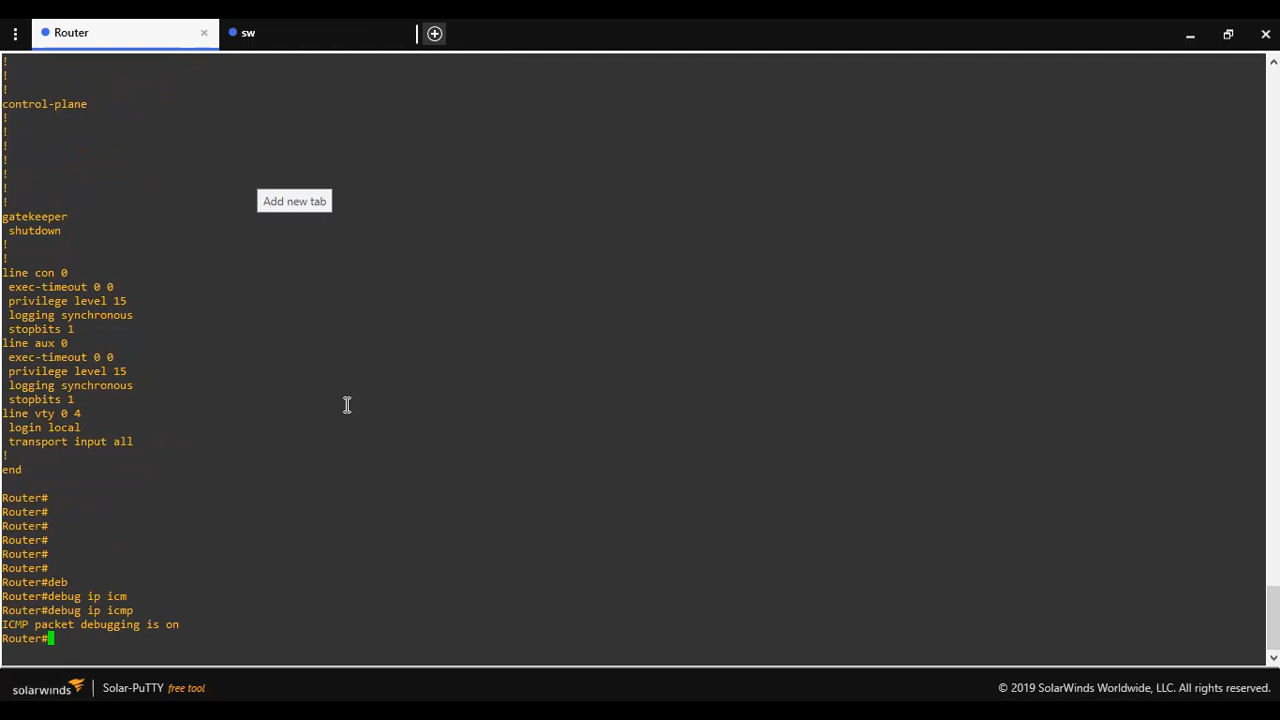 Router
sw
!
!
!
control-plane
!
!
!
!
!
!
!
Add new tab
gatekeeper
 shutdown
!
!
line con 0
 exec-timeout 0 0
 privilege level 15
 logging synchronous
 stopbits 1
line aux 0
 exec-timeout 0 0
 privilege level 15
 logging synchronous
 stopbits 1
line vty 0 4
 login local
 transport input all
!
end
Router#
Router#
Router#
Router#
Router#
Router#
Router#deb
Router#debug ip icm
Router#debug ip icmp
ICMP packet debugging is on
Router#
solarwinds Solar-PuTTY free tool © 2019 SolarWinds Worldwide, LLC. All rights reserved.